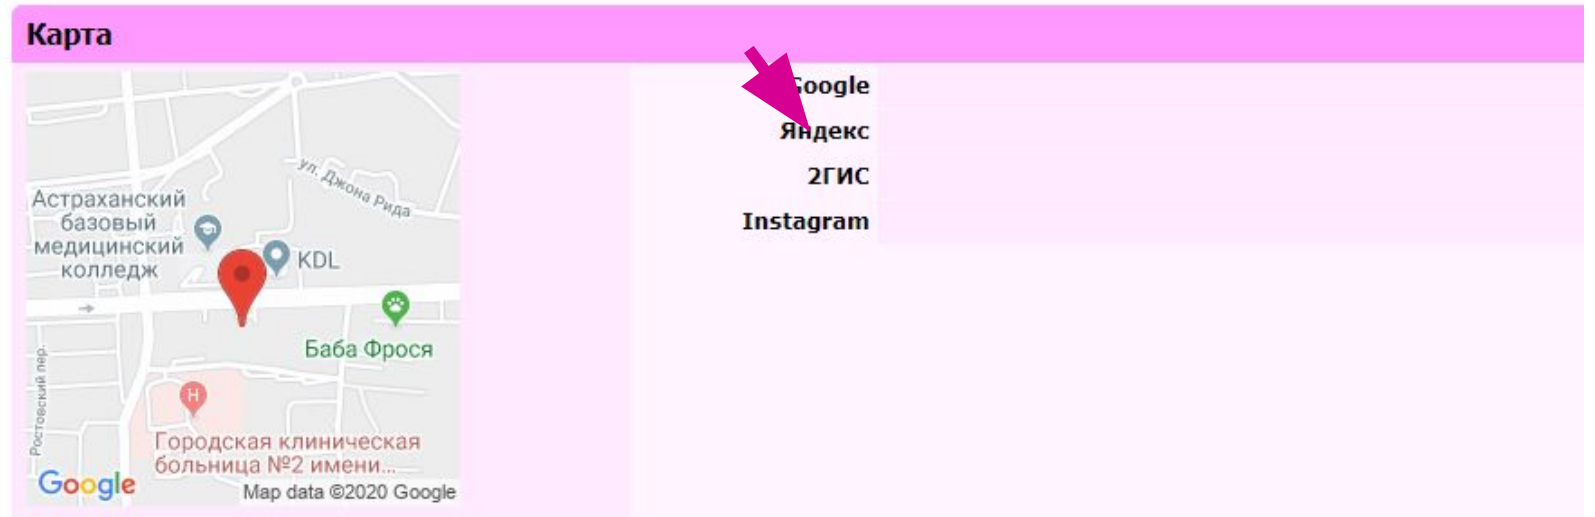 Карта
Google
Яндекс
2ГИС
Instagram
ул. Джона Рида
Астраханский
базовый
медицинский
колледж
KDL
Баба Фрося
Ростовский пер.
H
Городская клиническая
больница №2 имени...
Google
Map data ©2020 Google